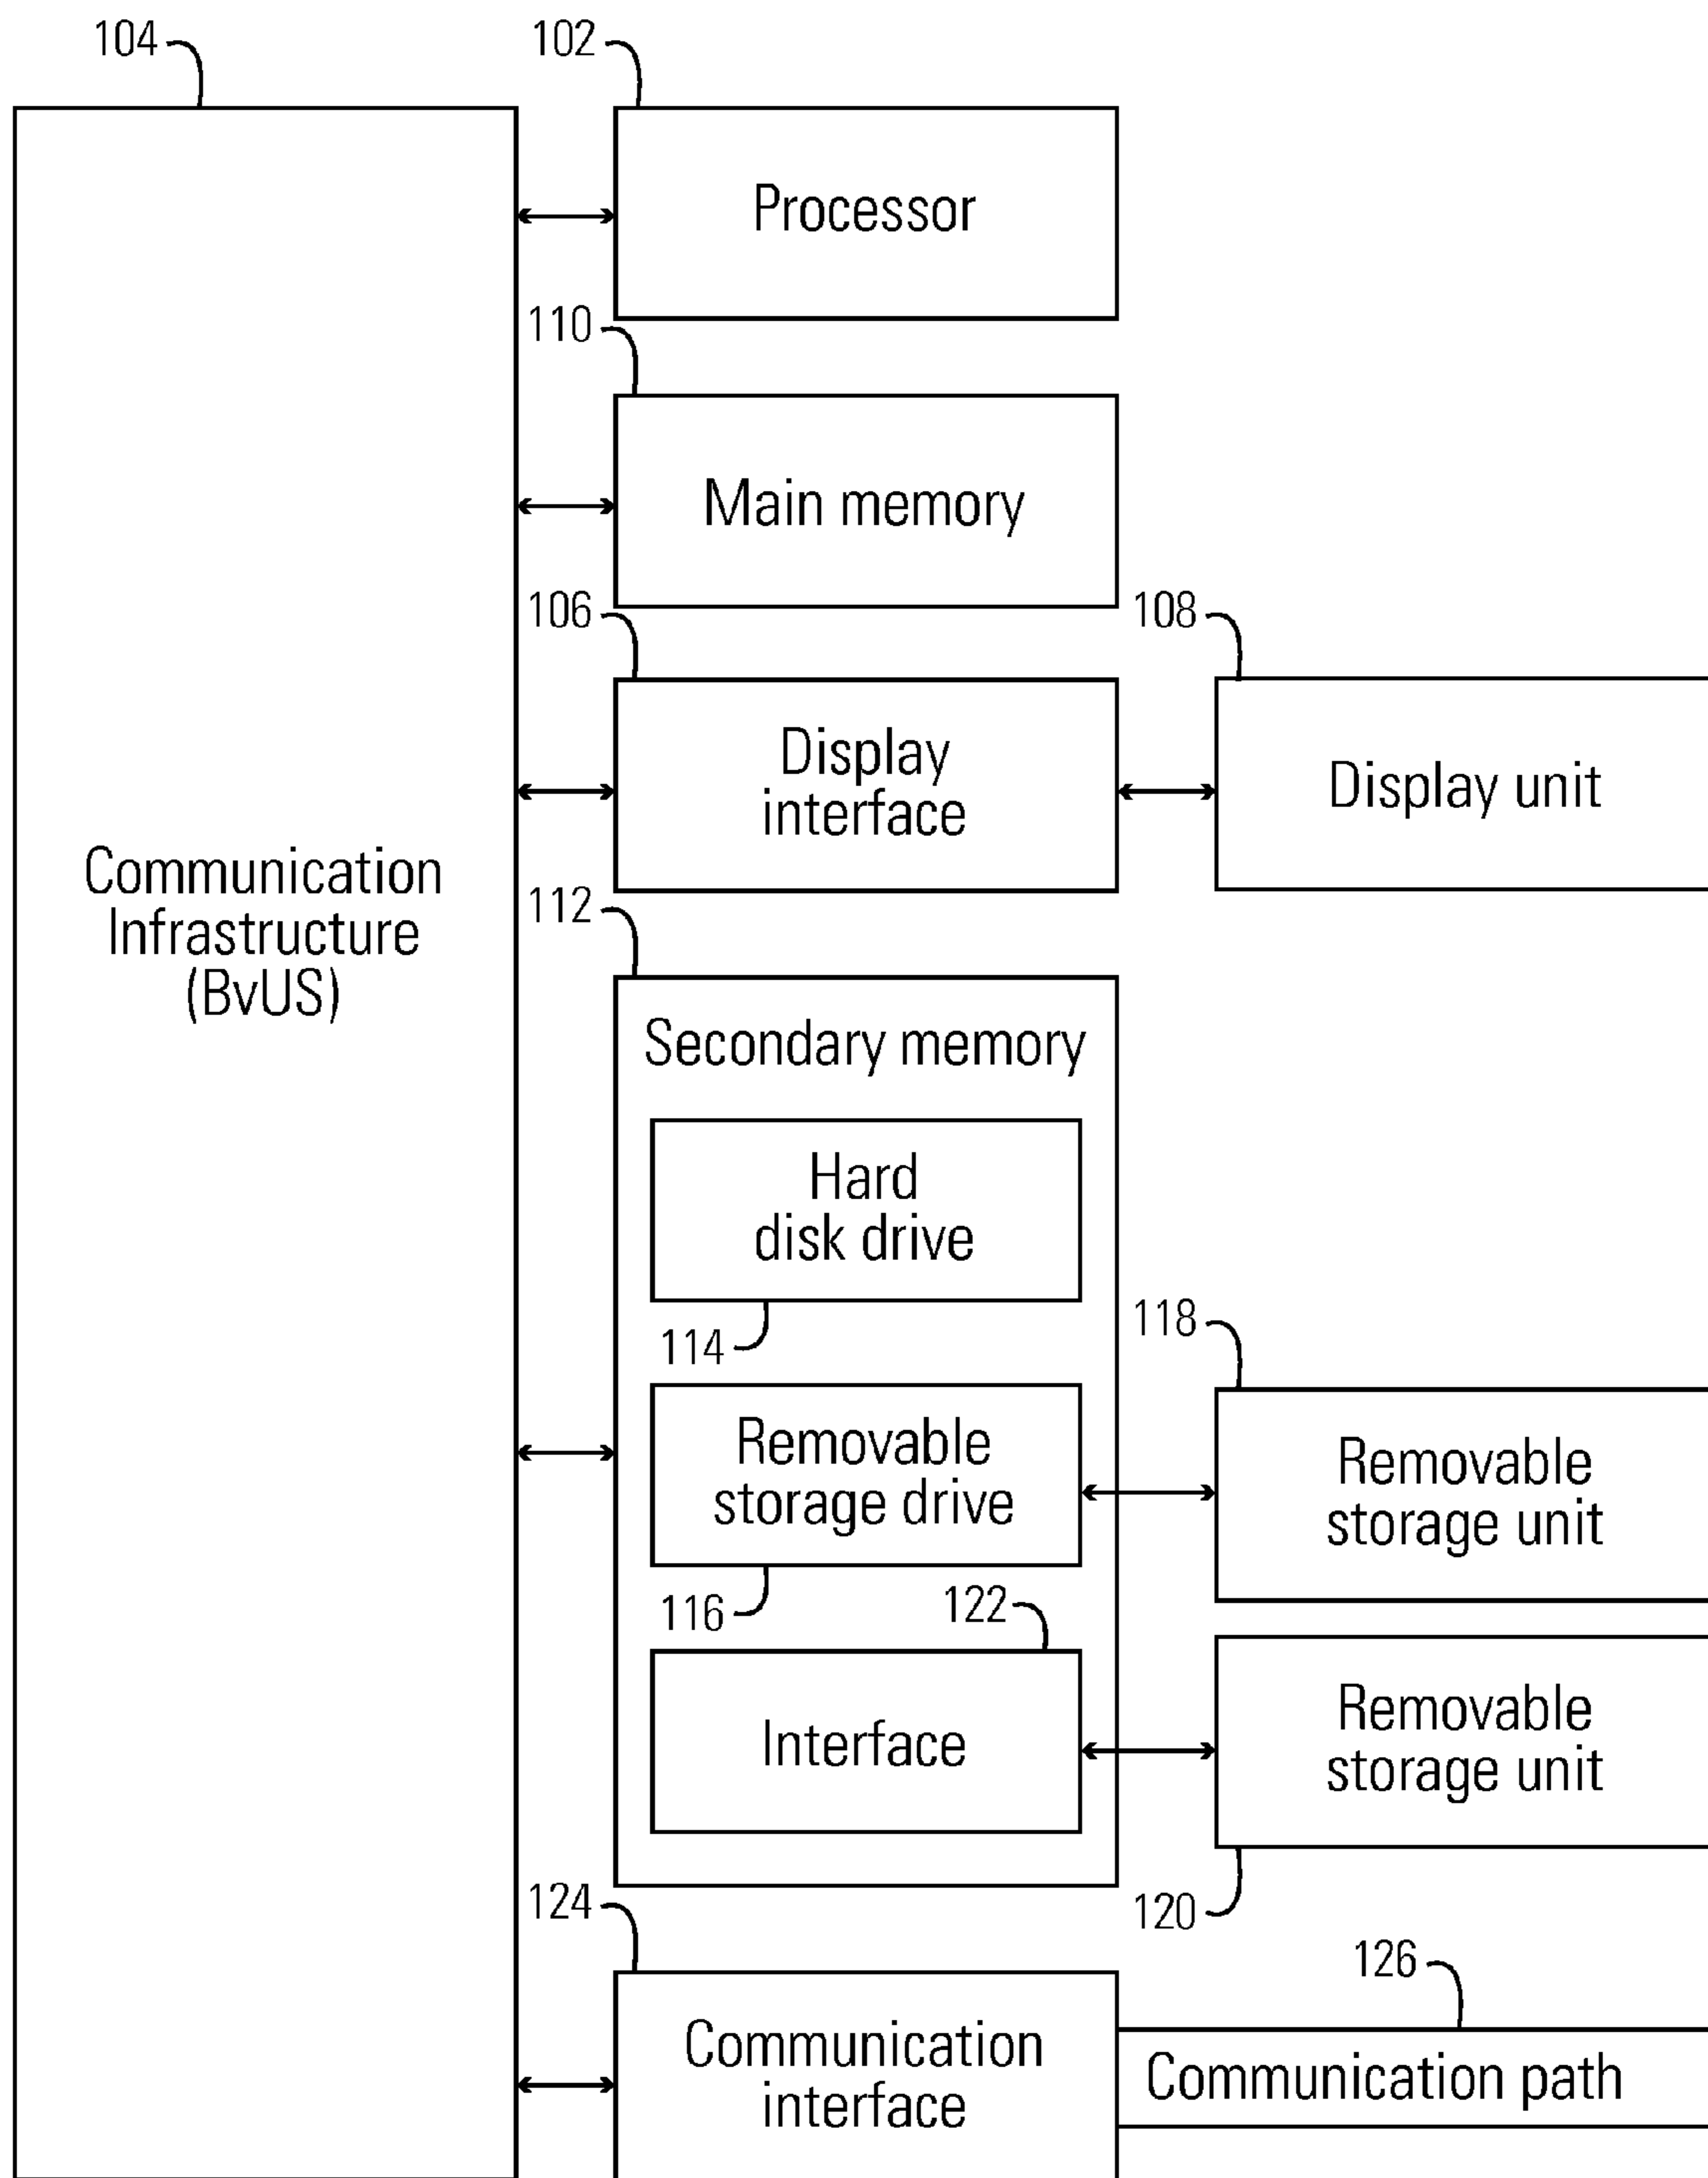 104
102
Processor
110
Main memory
106
108
Display
interface
Display unit
Communication
Infrastructure
(BvUS)
112
Secondary memory
Hard
disk drive
114
118
Removable
storage drive
Removable
storage unit
116
122
Interface
Removable
storage unit
124
120
126
Communication
interface
Communication path